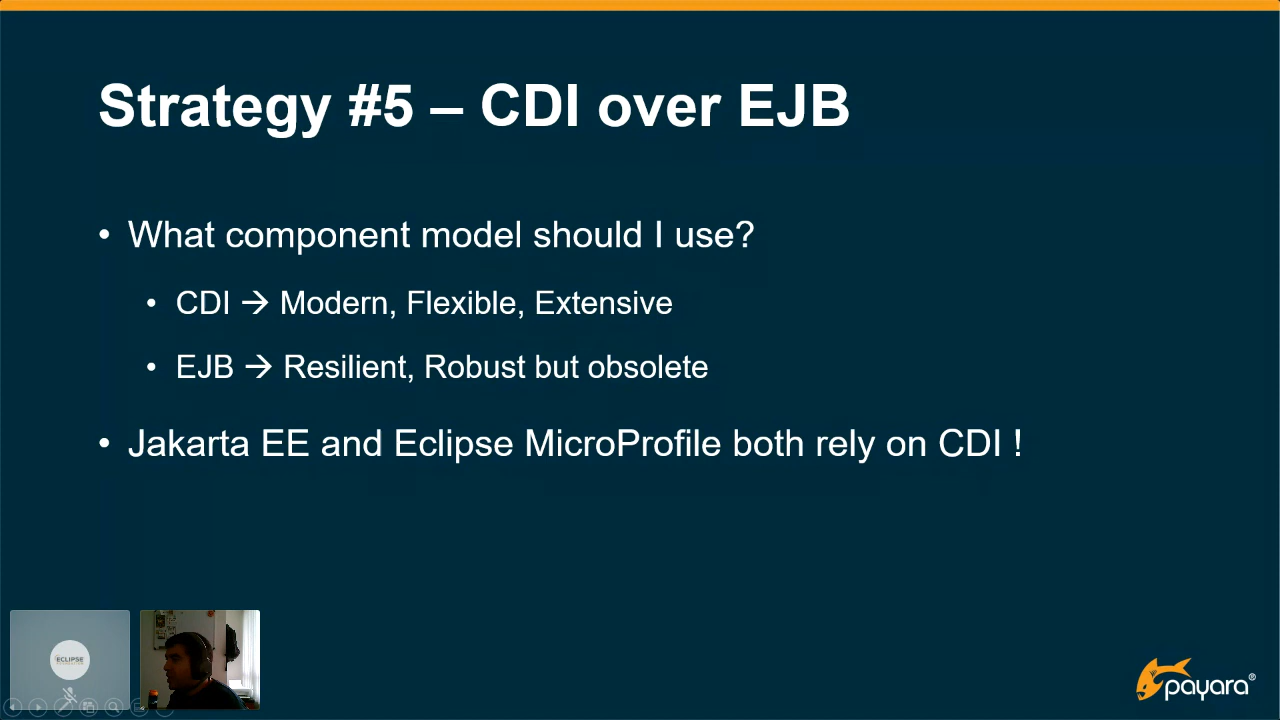 Strategy #5 – CDI over EJB
• What component model should I use?
• CDI → Modern, Flexible, Extensive
• EJB → Resilient, Robust but obsolete
• Jakarta EE and Eclipse MicroProfile both rely on CDI !
ECLIPSE
payara®